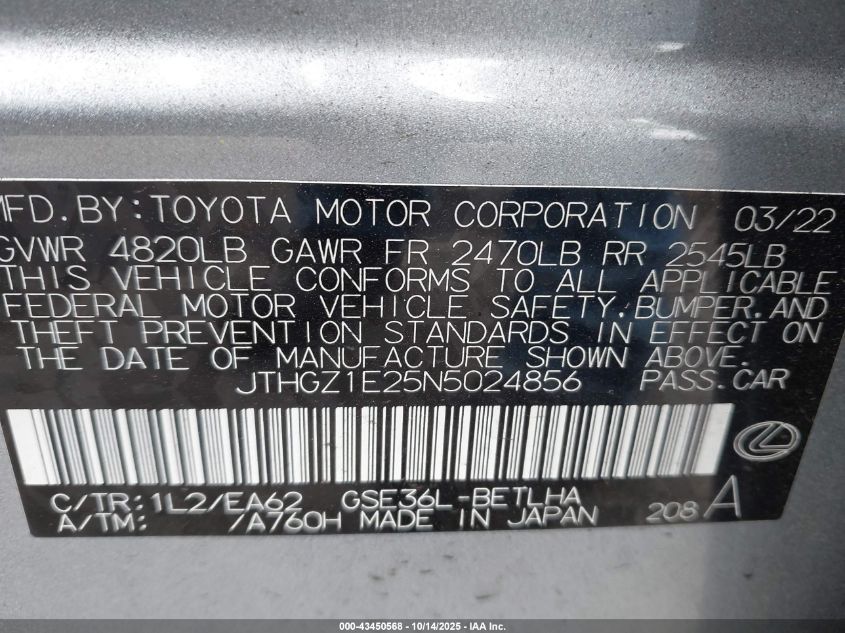 MFD. BY: TOYOTA MOTOR CORPORATION 03/22
GVWR 4820LB GAWR FR 2470LB RR 2545LB
THIS VEHICLE CONFORMS TO ALL APPLICABLE
FEDERAL MOTOR VEHICLE SAFETY, BUMPER, AND
THEFT PREVENTION STANDARDS IN EFFECT ON
THE DATE OF MANUFACTURE SHOWN ABOVE.
JTHGZ1E25N5024856 PASS. CAR
C/TR: 1L2/EA62 GSE36L-BETLHA
A/TM: /A760H MADE IN JAPAN 208 A
000-43450568 - 10/14/2025 - IAA Inc.